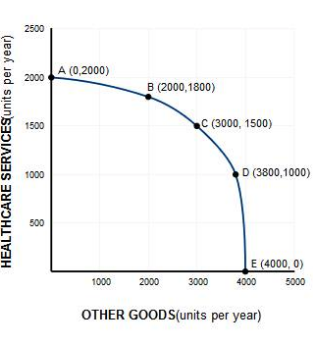 HEALTHCARE SERVICES(units per year)
2500
2000
1500
1000
500
A (0,2000)
B (2000,1800)
C (3000, 1500)
D (3800,1000)
E (4000, 0)
1000 2000 3000 4000 5000
OTHER GOODS(units per year)